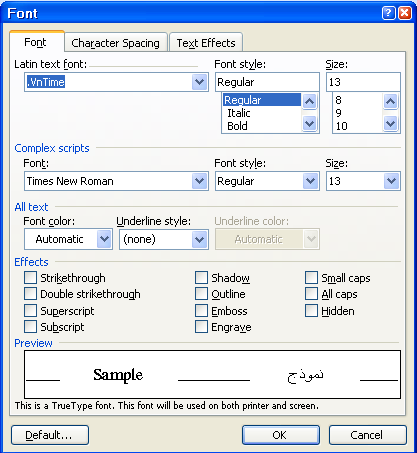 Font
Font Character Spacing Text Effects
Latin text font: Font style: Size:
.VnTime Regular 13
Regular 8
Italic 9
Bold 10
Complex scripts
Font: Font style: Size:
Times New Roman Regular 13
All text
Font color: Underline style: Underline color:
Automatic (none) Automatic
Effects
Strikethrough Shadow Small caps
Double strikethrough Outline All caps
Superscript Emboss Hidden
Subscript Engrave
Preview
Sample نموذج
This is a TrueType font. This font will be used on both printer and screen.
Default... OK Cancel